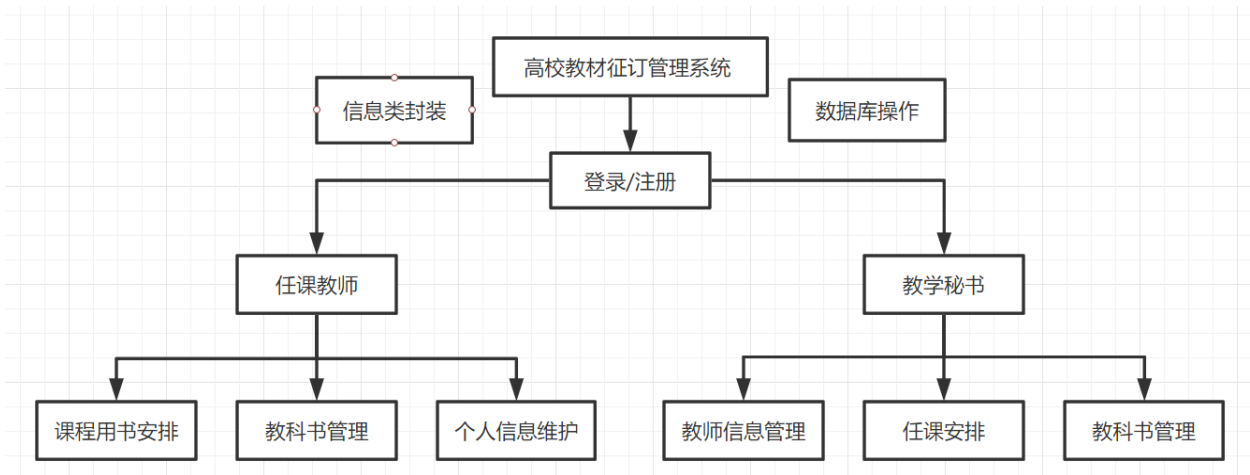 高校教材征订管理系统
信息类封装
数据库操作
登录/注册
任课教师
教学秘书
课程用书安排
教科书管理
个人信息维护
教师信息管理
任课安排
教科书管理